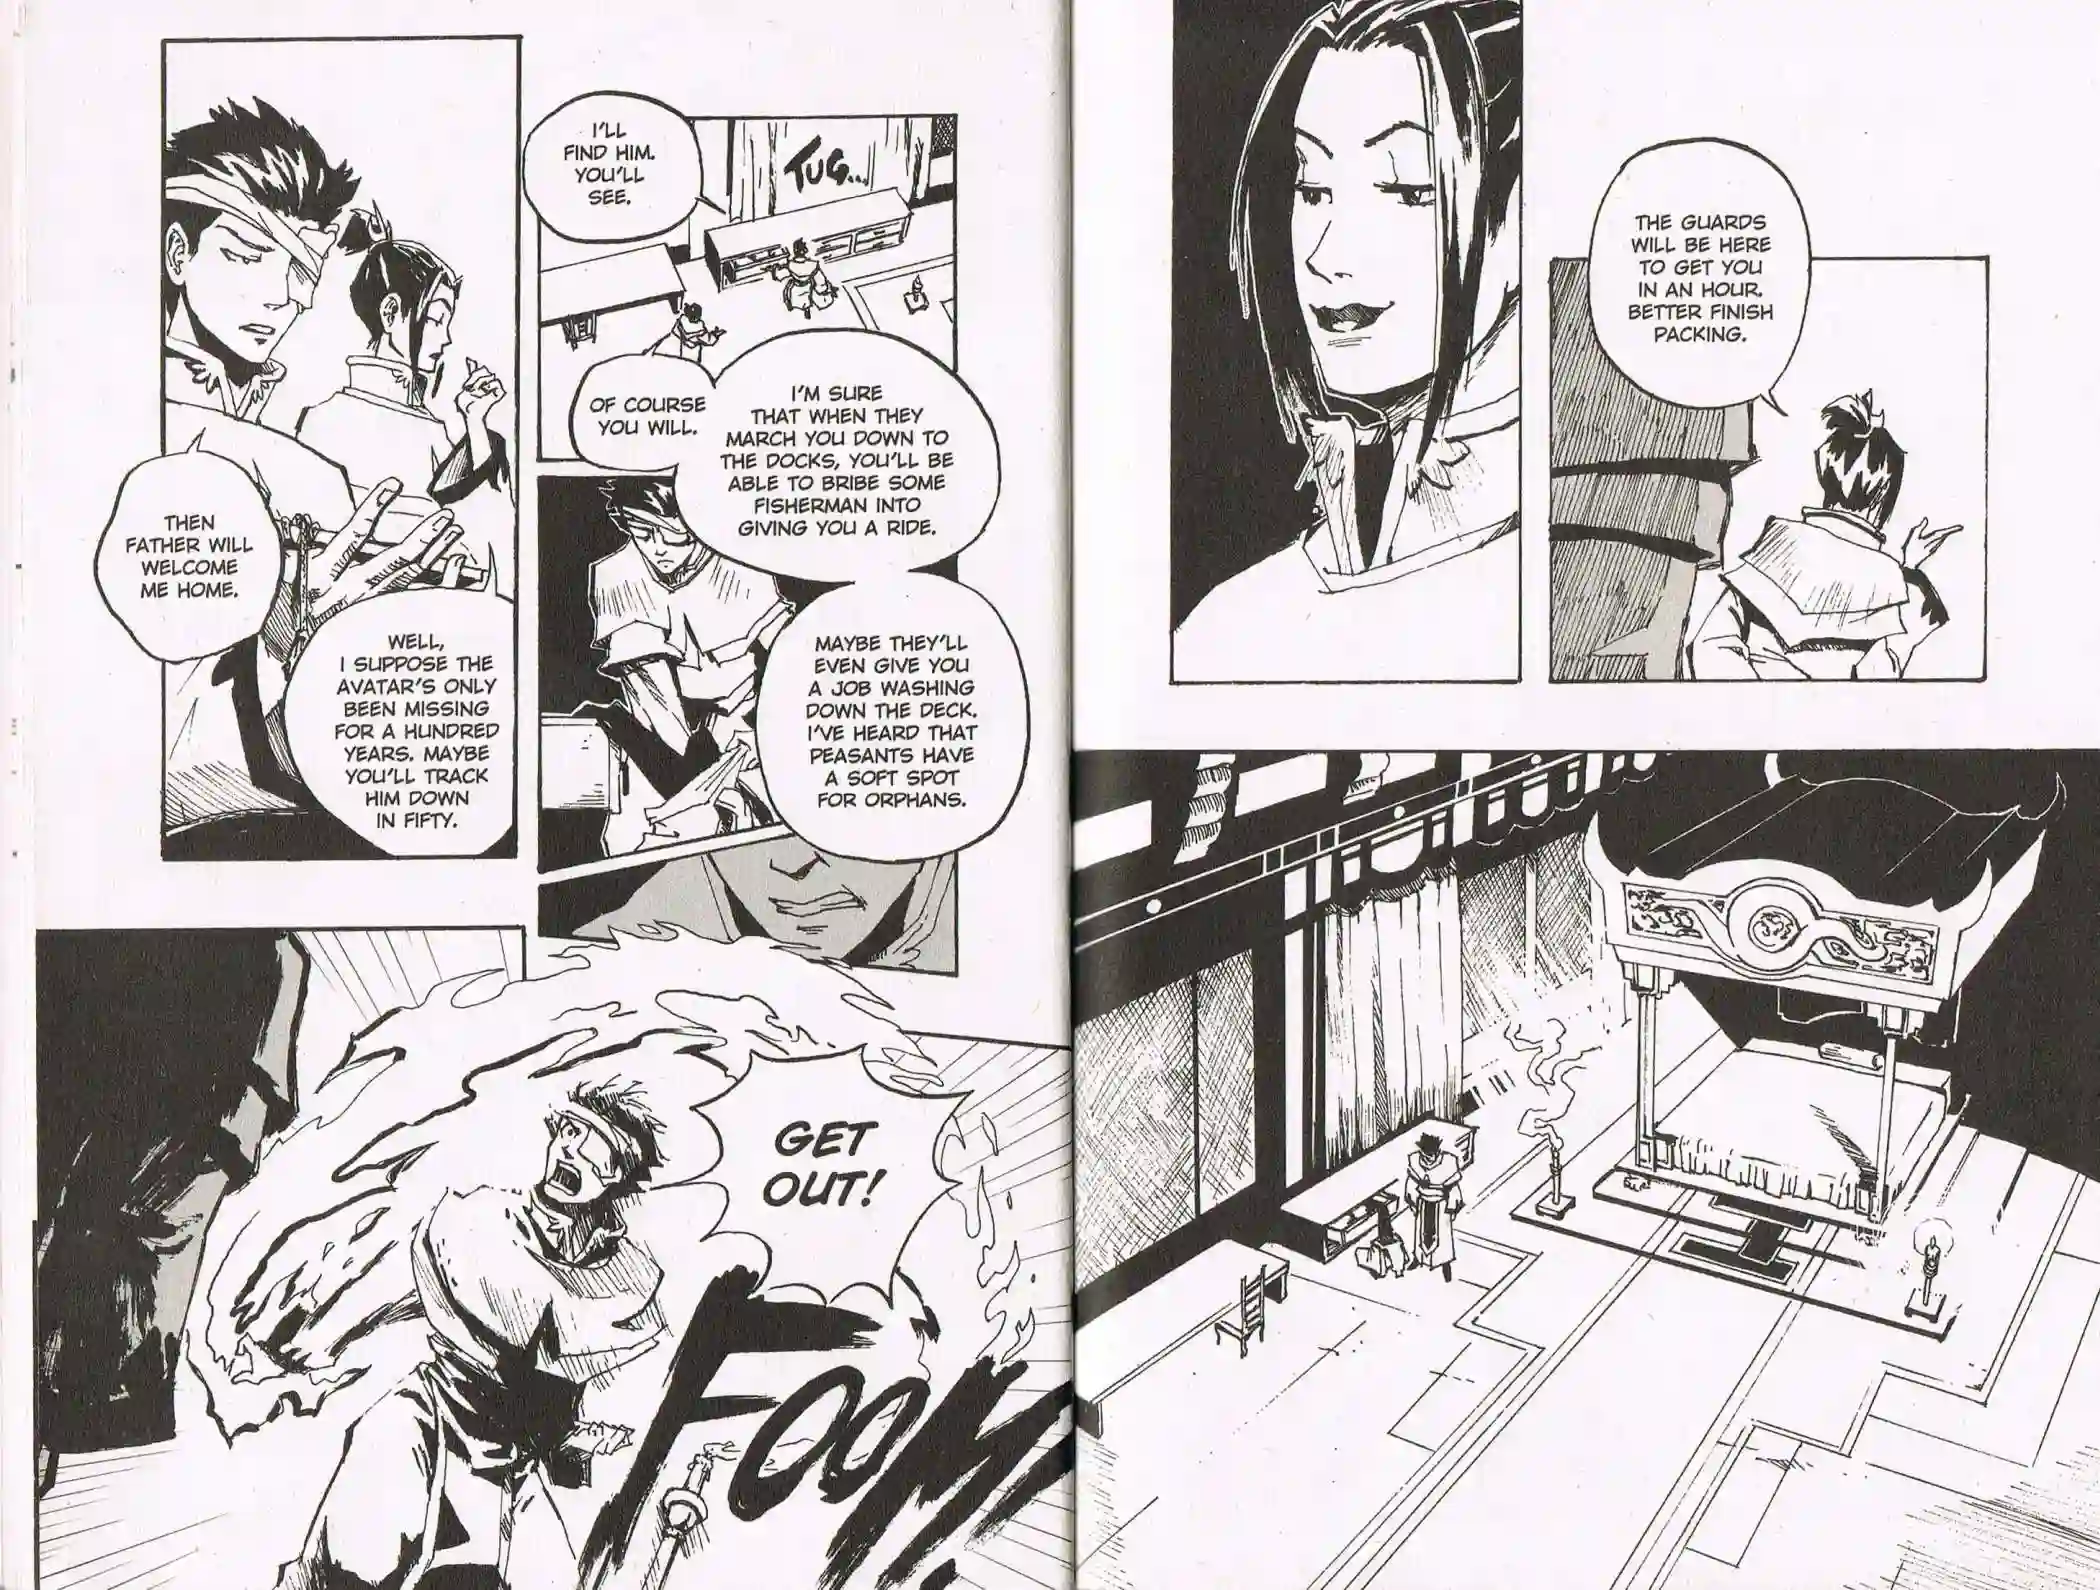 THEN
FATHER WILL
WELCOME
ME HOME.
WELL,
I SUPPOSE THE
AVATAR'S ONLY
BEEN MISSING
FOR A HUNDRED
YEARS. MAYBE
YOU'LL TRACK
HIM DOWN
IN FIFTY.
I'LL
FIND HIM.
YOU'LL
SEE.
TUG...
OF COURSE
YOU WILL.
I'M SURE
THAT WHEN THEY
MARCH YOU DOWN TO
THE DOCKS, YOU'LL BE
ABLE TO BRIBE SOME
FISHERMAN INTO
GIVING YOU A RIDE.
MAYBE THEY'LL
EVEN GIVE YOU
A JOB WASHING
DOWN THE DECK.
I'VE HEARD THAT
PEASANTS HAVE
A SOFT SPOT
FOR ORPHANS.
GET
OUT!
FOOM!
THE GUARDS
WILL BE HERE
TO GET YOU
IN AN HOUR.
BETTER FINISH
PACKING.